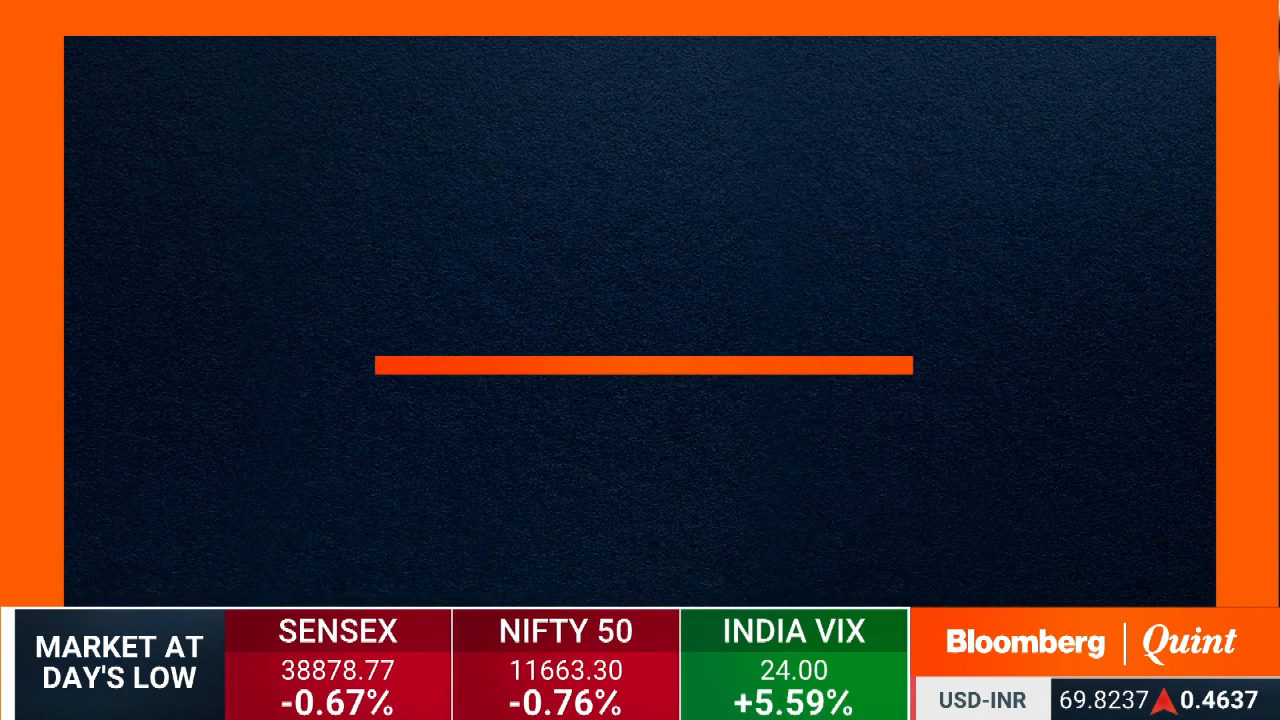 MARKET AT
DAY'S LOW
SENSEX
38878.77
-0.67%
NIFTY 50
11663.30
-0.76%
INDIA VIX
24.00
+5.59%
Bloomberg | Quint
USD-INR 69.8237 0.4637